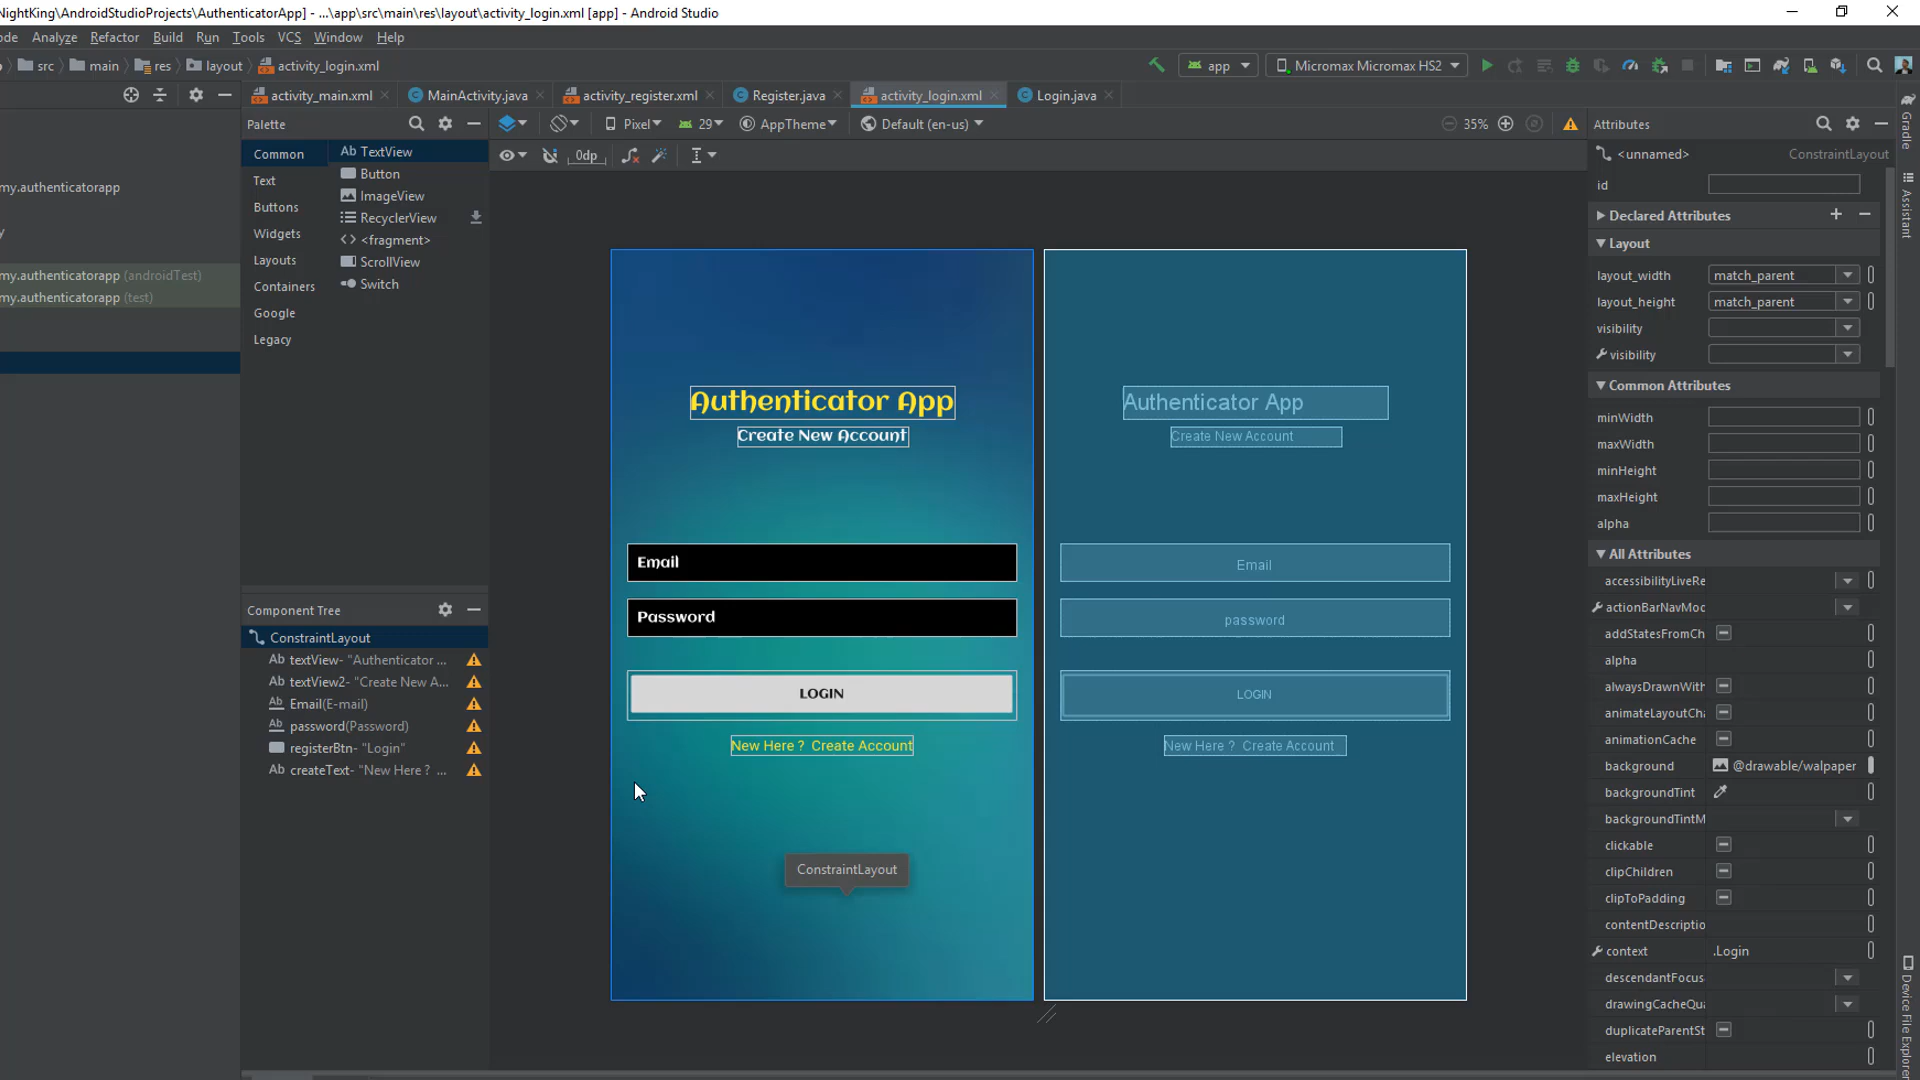 NightKing\AndroidStudioProjects\AuthenticatorApp] - ...\app\src\main\res\layout\activity_login.xml [app] - Android Studio
ode Analyze Refactor Build Run Tools VCS Window Help
src main res layout activity_login.xml
app Micromax Micromax HS2
activity_main.xml MainActivity.java activity_register.xml Register.java activity_login.xml Login.java
Palette
Pixel 29 AppTheme Default (en-us) 35%
Attributes
0dp
Common
Text
Buttons
Widgets
Layouts
Containers
Google
Legacy
Ab TextView
Button
ImageView
RecyclerView
<fragment>
ScrollView
Switch
my.authenticatorapp
y
my.authenticatorapp (androidTest)
my.authenticatorapp (test)
Authenticator App
Create New Account
Email
Password
LOGIN
New Here ? Create Account
ConstraintLayout
Authenticator App
Create New Account
Email
password
LOGIN
New Here ? Create Account
Component Tree
ConstraintLayout
Ab textView- "Authenticator ...
Ab textView2- "Create New A...
Ab Email(E-mail)
Ab password(Password)
registerBtn- "Login"
Ab createText- "New Here ? ...
<unnamed> ConstraintLayout
id
Declared Attributes
Layout
layout_width match_parent
layout_height match_parent
visibility
visibility
Common Attributes
minWidth
maxWidth
minHeight
maxHeight
alpha
All Attributes
accessibilityLiveRe
actionBarNavMoc
addStatesFromCh
alpha
alwaysDrawnWith
animateLayoutCha
animationCache
background @drawable/walpaper
backgroundTint
backgroundTintM
clickable
clipChildren
clipToPadding
contentDescriptio
context .Login
descendantFocus
drawingCacheQua
duplicateParentSt
elevation
Gradle
Assistant
Device File Explorer